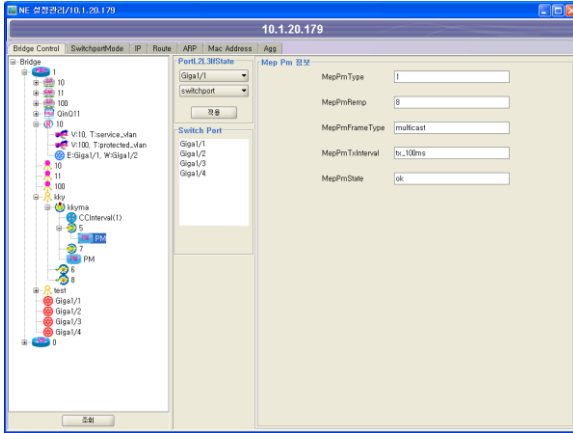 NE 설정관리/10.1.20.179
10.1.20.179
Bridge Control
SwitchportMode
IP
Route
ARP
Mac Address
Agg
Bridge
1
10
11
100
QinQ11
10
V:10, T:service_vlan
V:100, T:protected_vlan
E:Giga1/1, W:Giga1/2
10
11
100
kky
kkyma
CCInterval(1)
5
PM
7
PM
6
8
test
Giga1/1
Giga1/2
Giga1/3
Giga1/4
0
조회
PortL2L3IfState
Giga1/1
switchport
적용
Switch Port
Giga1/1
Giga1/2
Giga1/3
Giga1/4
Mep Pm 정보
MepPmType
1
MepPmRemp
8
MepPmFrameType
multicast
MepPmTxInterval
tx_100ms
MepPmState
ok